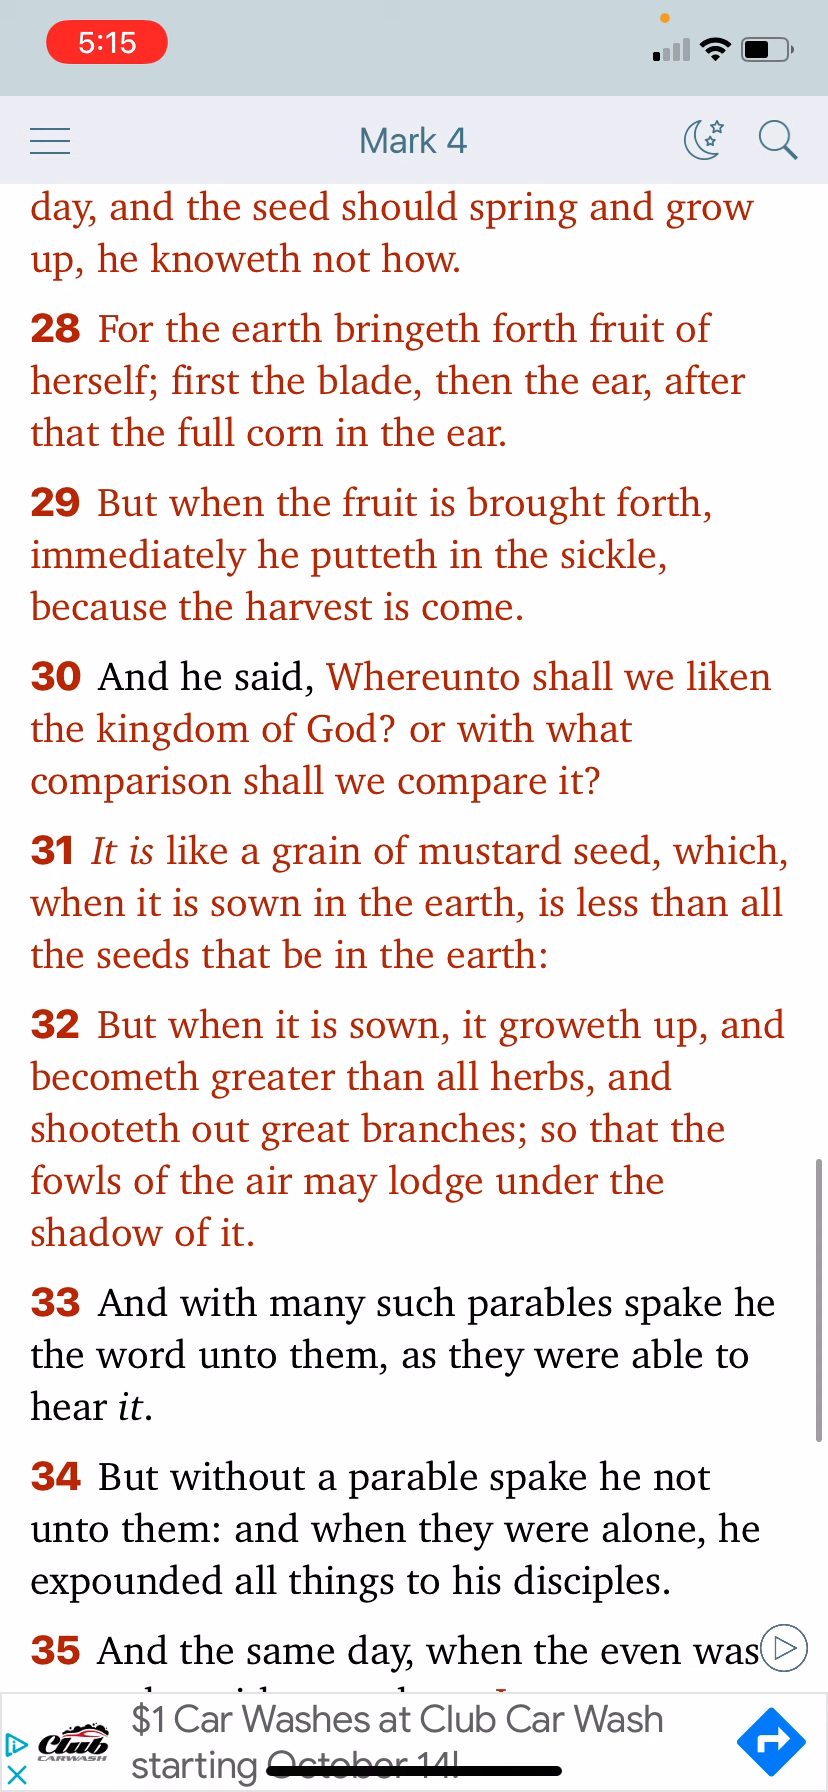 5:15
Mark 4
day, and the seed should spring and grow
up, he knoweth not how.
28 For the earth bringeth forth fruit of
herself; first the blade, then the ear, after
that the full corn in the ear.
29 But when the fruit is brought forth,
immediately he putteth in the sickle,
because the harvest is come.
30 And he said, Whereunto shall we liken
the kingdom of God? or with what
comparison shall we compare it?
31 It is like a grain of mustard seed, which,
when it is sown in the earth, is less than all
the seeds that be in the earth:
32 But when it is sown, it groweth up, and
becometh greater than all herbs, and
shooteth out great branches; so that the
fowls of the air may lodge under the
shadow of it.
33 And with many such parables spake he
the word unto them, as they were able to
hear it.
34 But without a parable spake he not
unto them: and when they were alone, he
expounded all things to his disciples.
35 And the same day, when the even was
$1 Car Washes at Club Car Wash
starting October 14!
Club
CARWASH